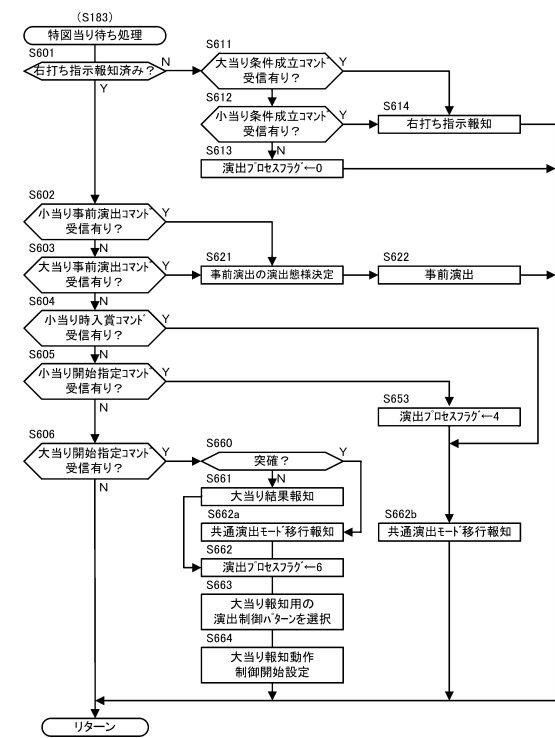 (S183)
特図当り待ち処理
S601
右打ち指示報知済み?
N
Y
S611
大当り条件成立コマンド
受信有り?
Y
N
S612
小当り条件成立コマンド
受信有り?
Y
N
S614
右打ち指示報知
S613
演出プロセスフラグ←0
S602
小当り事前演出コマンド
受信有り?
Y
N
S603
大当り事前演出コマンド
受信有り?
Y
N
S621
事前演出の演出態様決定
S622
事前演出
S604
小当り時入賞コマンド
受信有り?
Y
N
S605
小当り開始指定コマンド
受信有り?
Y
N
S653
演出プロセスフラグ←4
S606
大当り開始指定コマンド
受信有り?
Y
N
S660
突確?
Y
N
S661
大当り結果報知
S662a
共通演出モード移行報知
S662b
共通演出モード移行報知
S662
演出プロセスフラグ←6
S663
大当り報知用の
演出制御パターンを選択
S664
大当り報知動作
制御開始設定
リターン